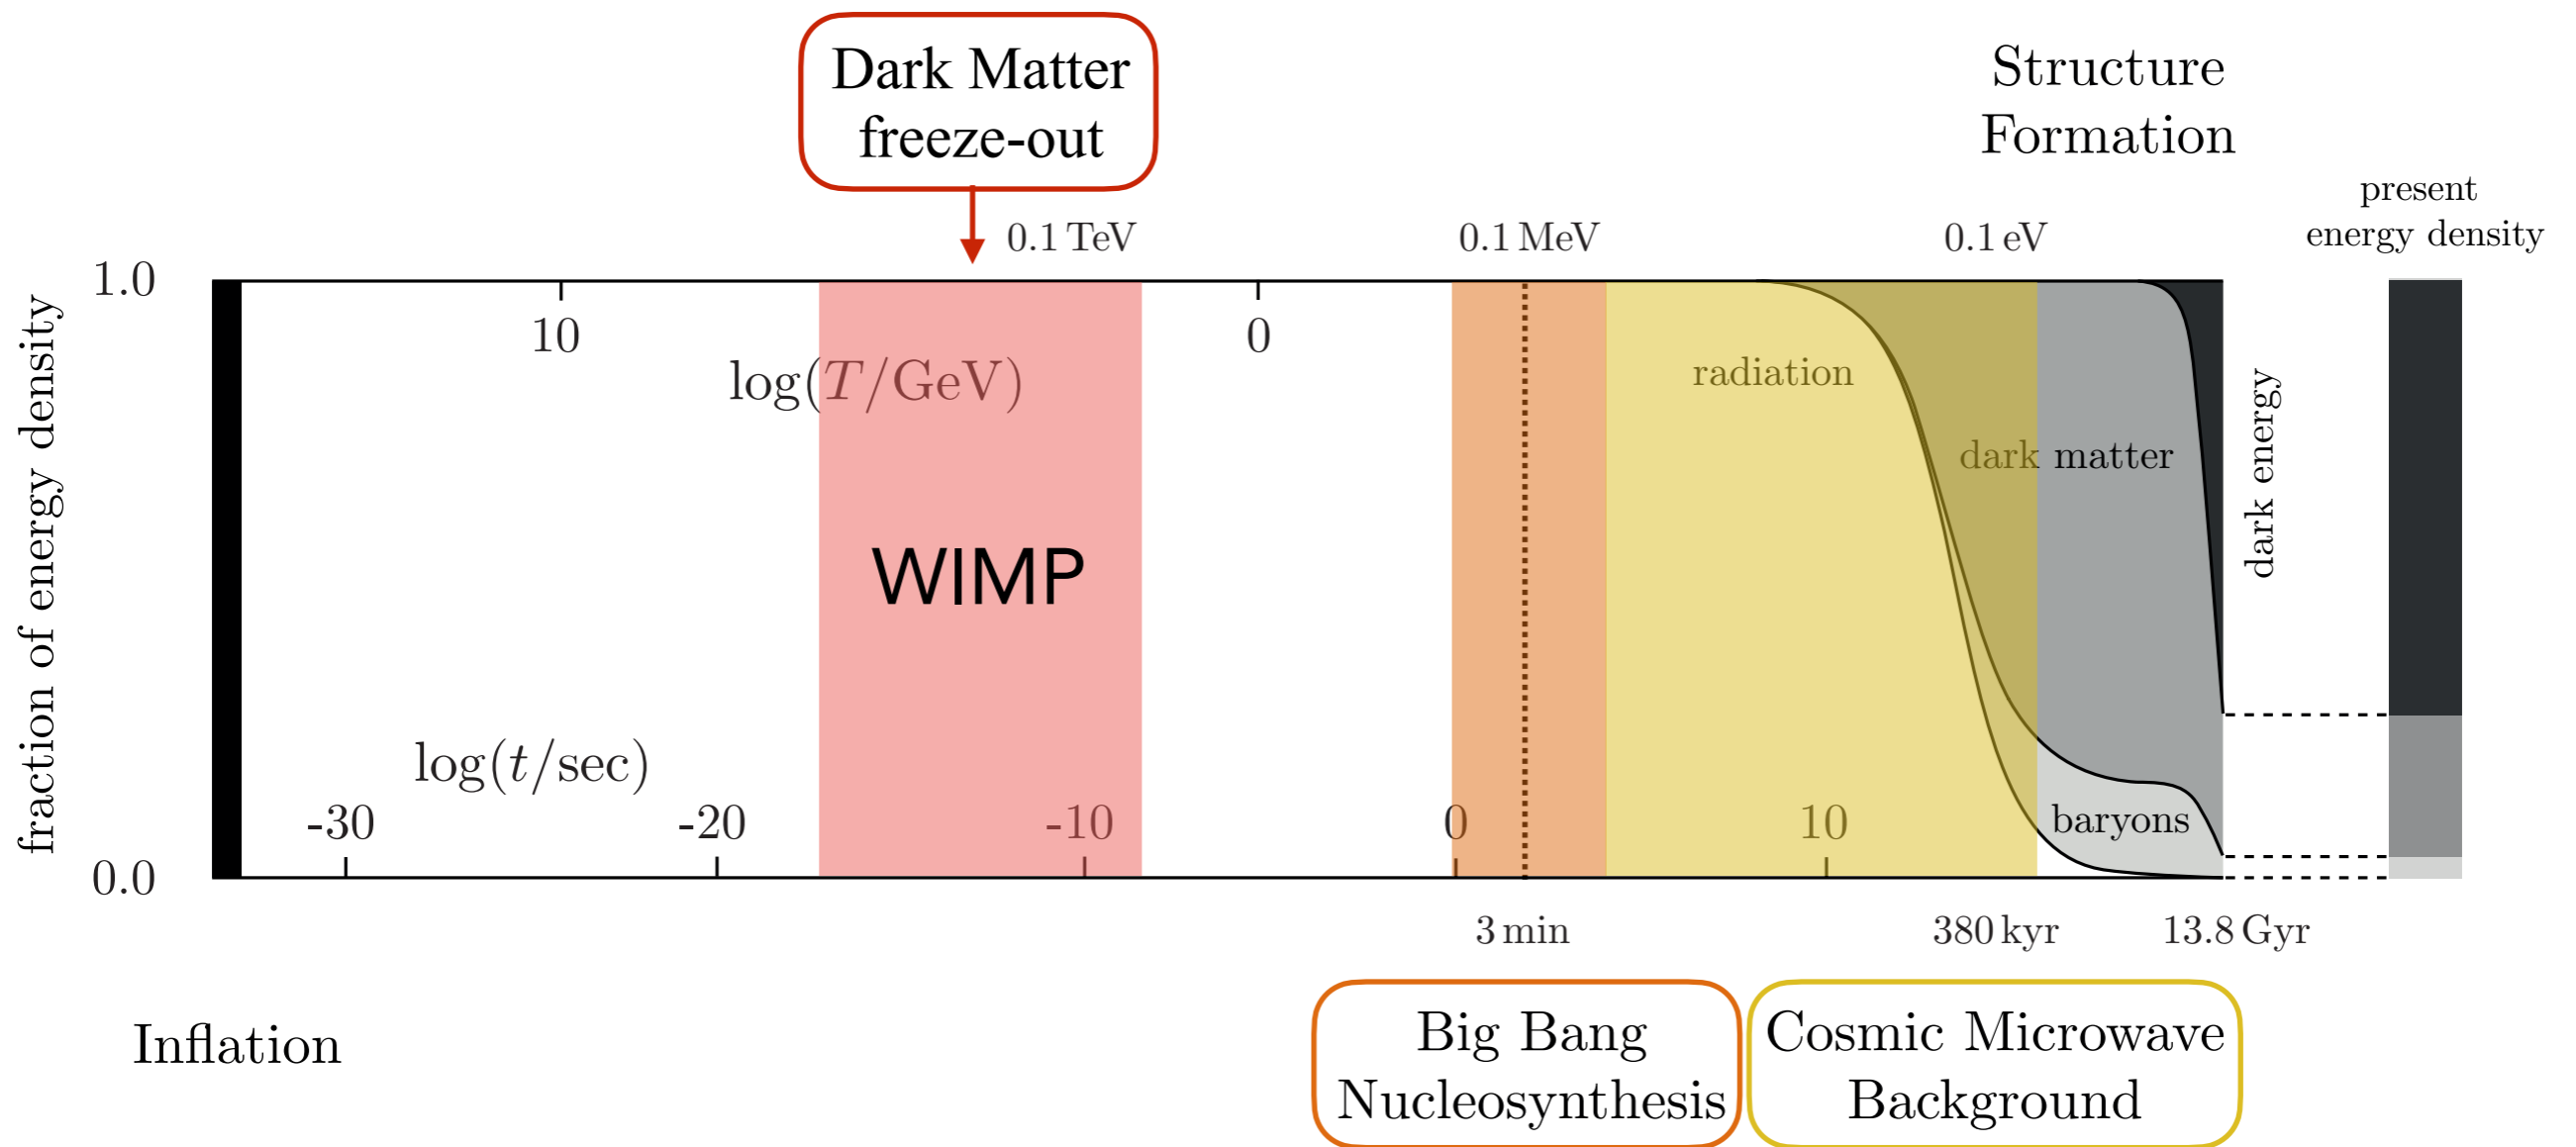 Dark Matter
freeze-out
Structure
Formation
present
energy density
0.1 TeV
0.1 MeV
0.1 eV
1.0
10
0
log(T/GeV)
radiation
dark matter
dark energy
fraction of energy density
WIMP
log(t/sec)
-30
-20
-10
0
10
baryons
0.0
3 min
380 kyr
13.8 Gyr
Inflation
Big Bang
Nucleosynthesis
Cosmic Microwave
Background